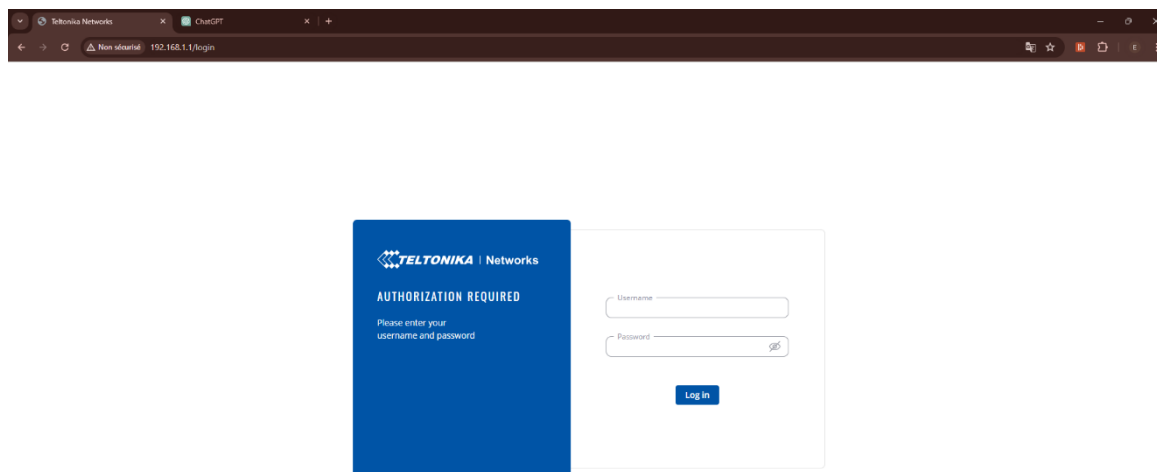 Teltonika Networks
ChatGPT
Non sécurisé 192.168.1.1/login
E
TELTONIKA | Networks
AUTHORIZATION REQUIRED
Please enter your
username and password
Username
Password
Log in